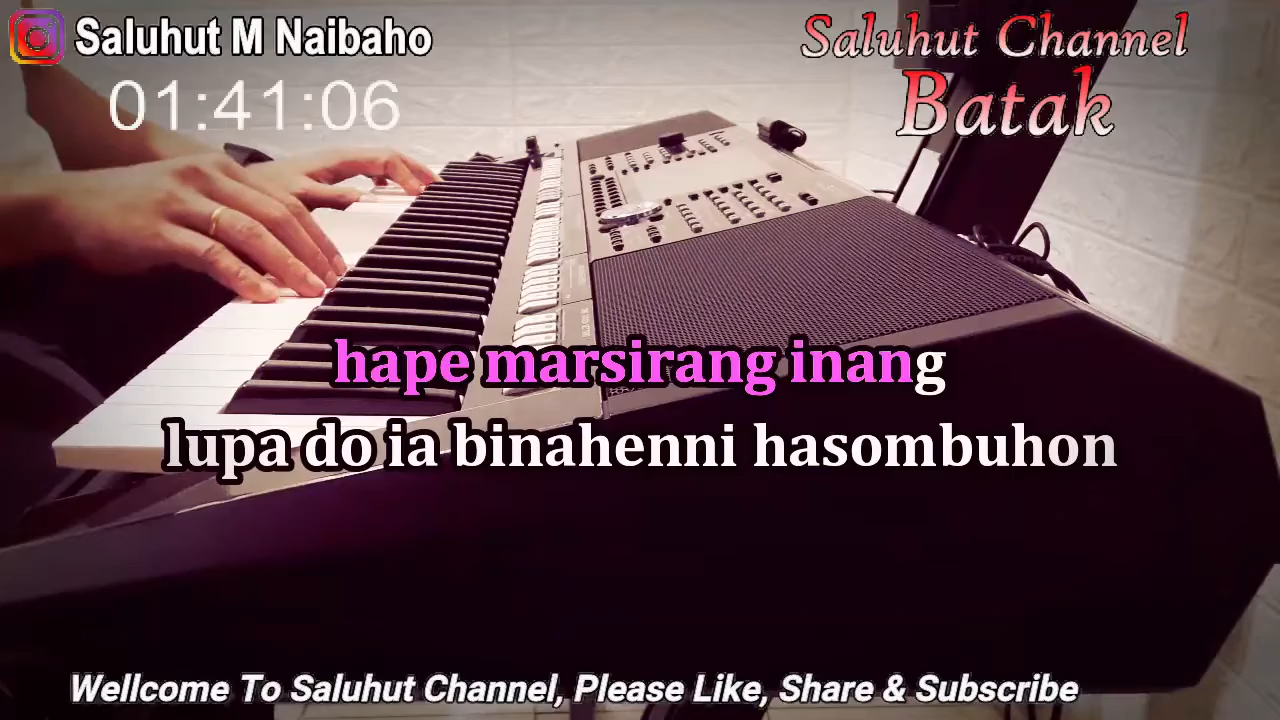 Saluhut M Naibaho
Saluhut Channel
01:41:06
Batak
hape marsirang inang
lupa do ia binahenni hasombuhon
Wellcome To Saluhut Channel, Please Like, Share & Subscribe